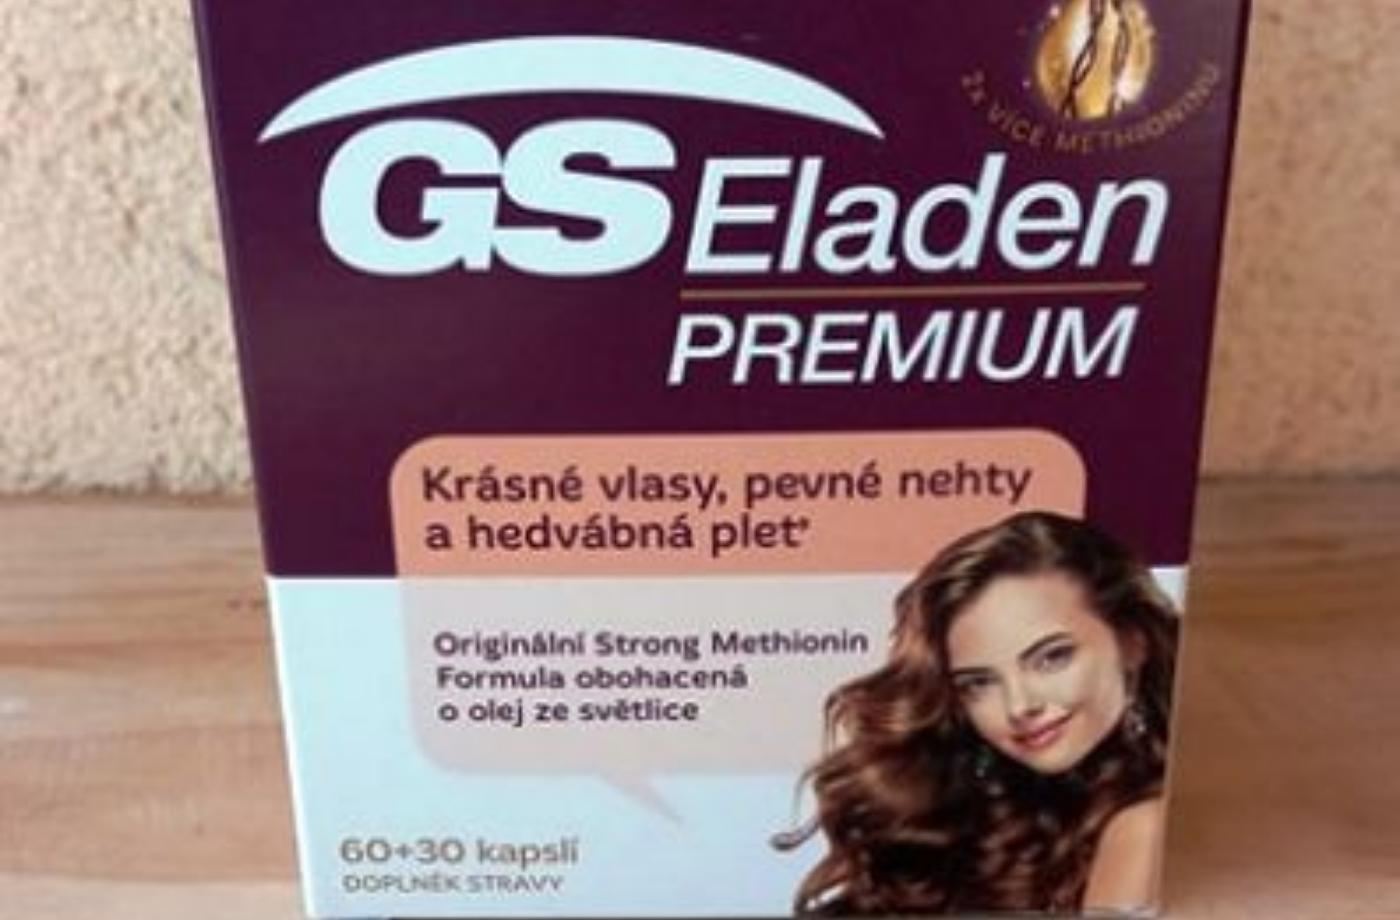 2x VÍCE METHIONINU
GS Eladen
PREMIUM
Krásné vlasy, pevné nehty
a hedvábná pleť*
Originální Strong Methionin
Formula obohacená
o olej ze světlice
60+30 kapslí
DOPLNĚK STRAVY